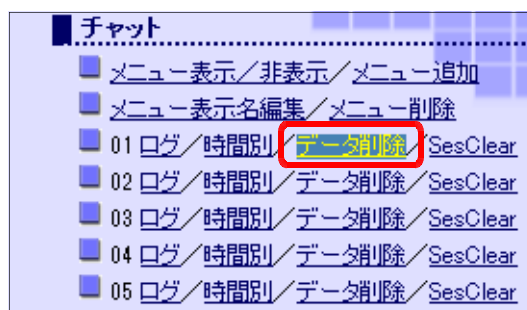 チャット
メニュー表示／非表示／メニュー追加
メニュー表示名編集／メニュー削除
01 ログ／時間別／データ削除／SesClear
02 ログ／時間別／データ削除／SesClear
03 ログ／時間別／データ削除／SesClear
04 ログ／時間別／データ削除／SesClear
05 ログ／時間別／データ削除／SesClear